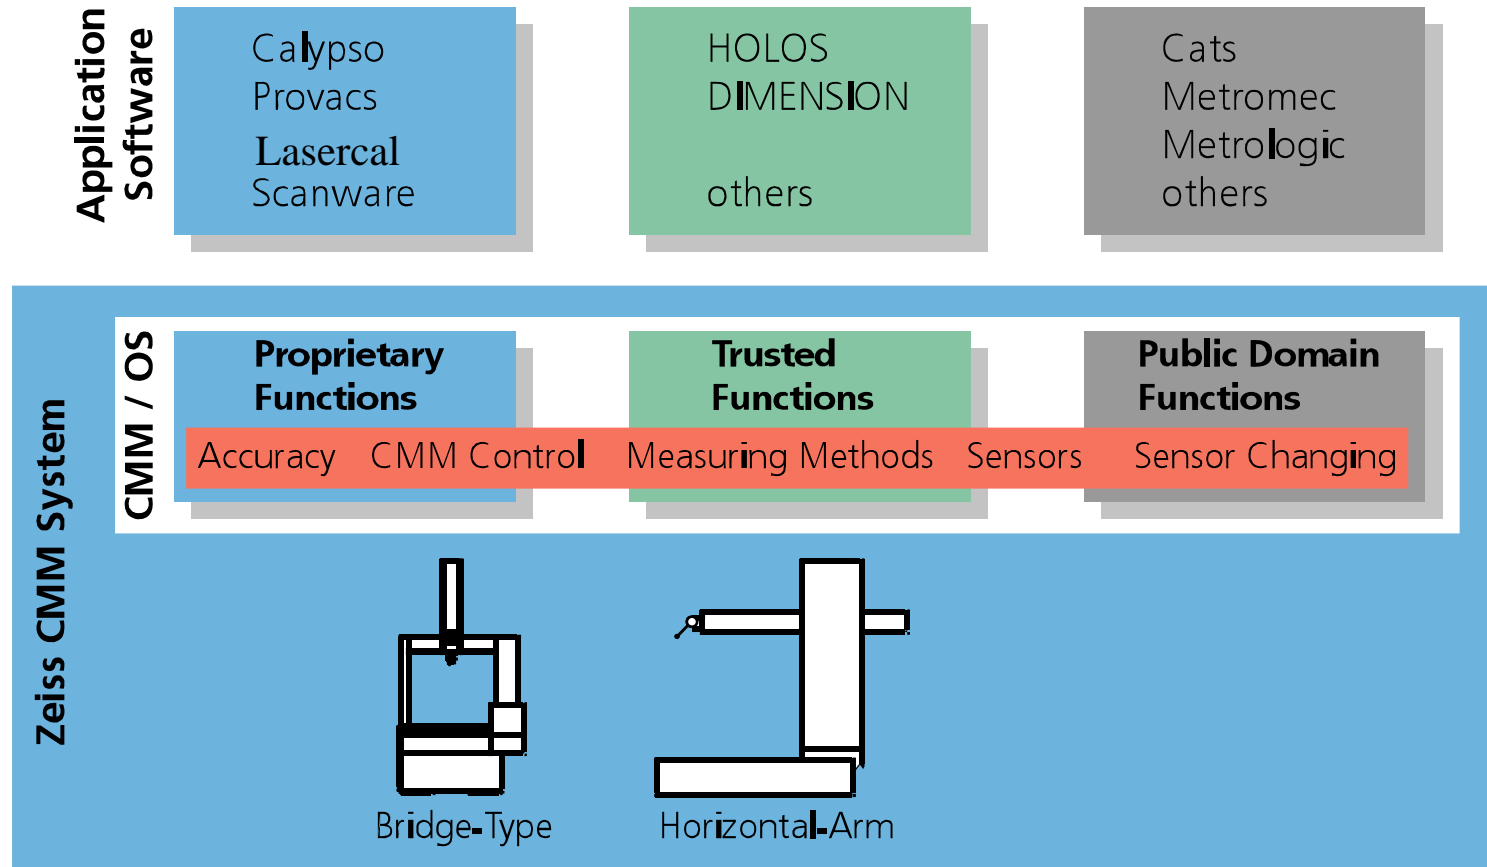 Application
Software
Calypso
Provacs
Lasercal
Scanware
HOLOS
DIMENSION
others
Cats
Metromec
Metrologic
others
Zeiss CMM System
CMM / OS
Proprietary
Functions
Trusted
Functions
Public Domain
Functions
Accuracy CMM Control Measuring Methods Sensors Sensor Changing
Bridge-Type
Horizontal-Arm